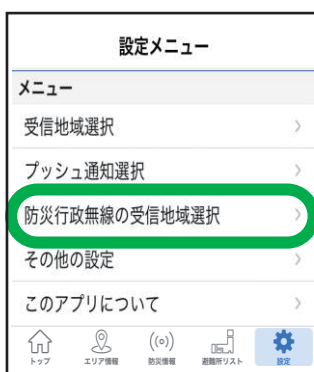 設定メニュー
メニュー
受信地域選択
プッシュ通知選択
防災行政無線の受信地域選択
その他の設定
このアプリについて
トップ エリア情報 防災情報 避難所リスト 設定